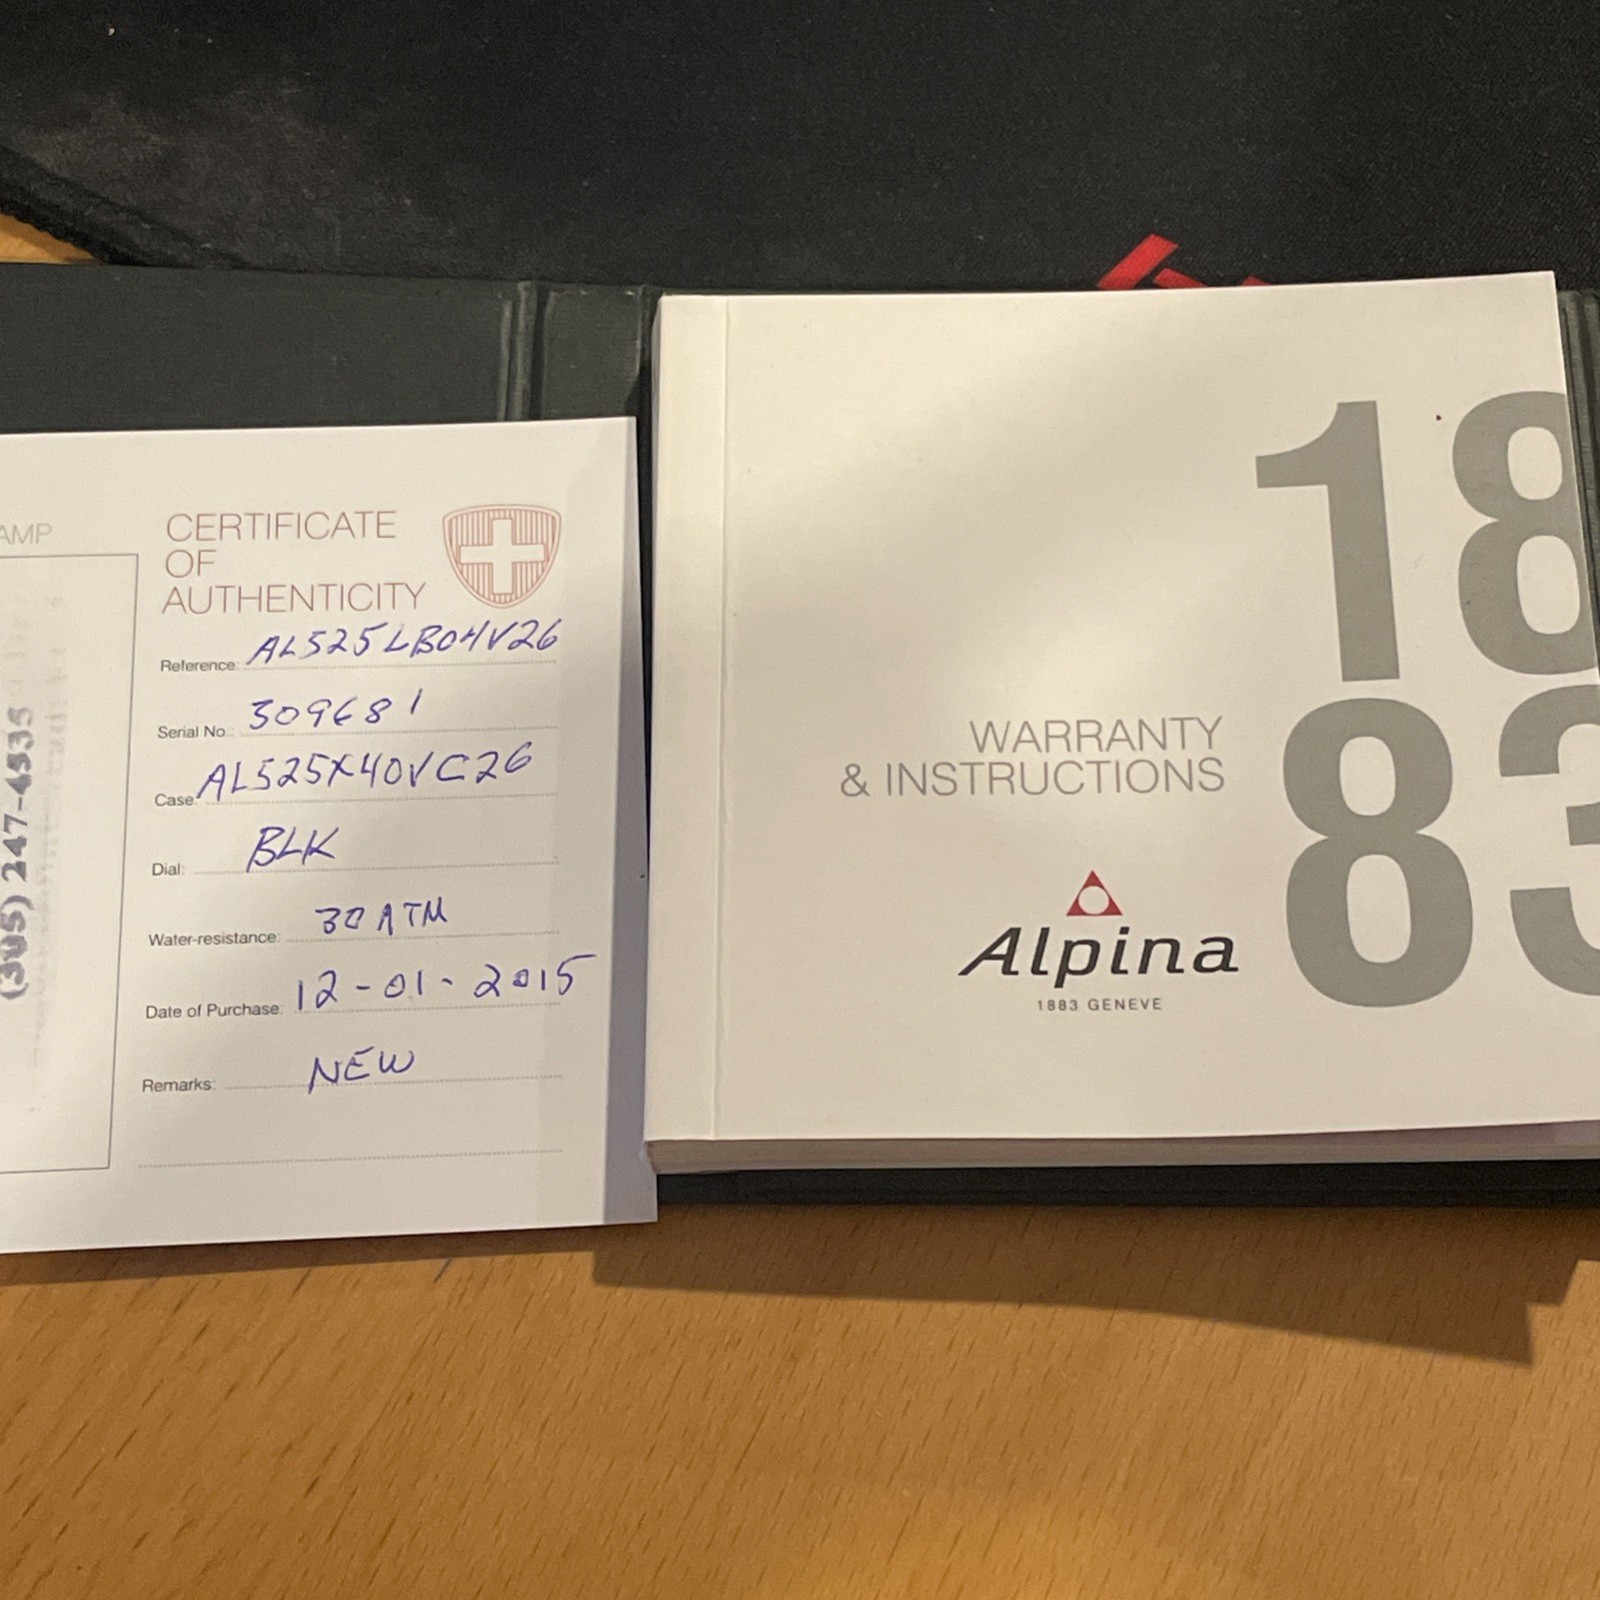 AMP
(305) 247-4535
CERTIFICATE
OF
AUTHENTICITY
Reference: AL525LB04V26
Serial No.: 309681
Case: AL525X40VC26
Dial: BLK
Water-resistance: 30 ATM
Date of Purchase: 12-01-2015
Remarks: NEW
18
83
WARRANTY
& INSTRUCTIONS
Alpina
1883 GENEVE